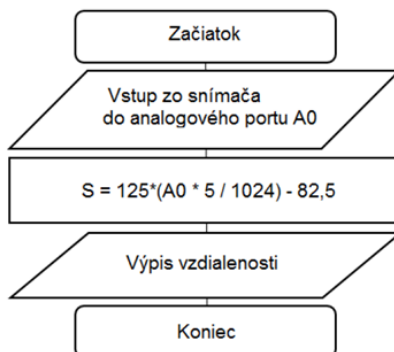 Začiatok
Vstup zo snímača
do analogového portu A0
S = 125*(A0 * 5 / 1024) - 82,5
Výpis vzdialenosti
Koniec